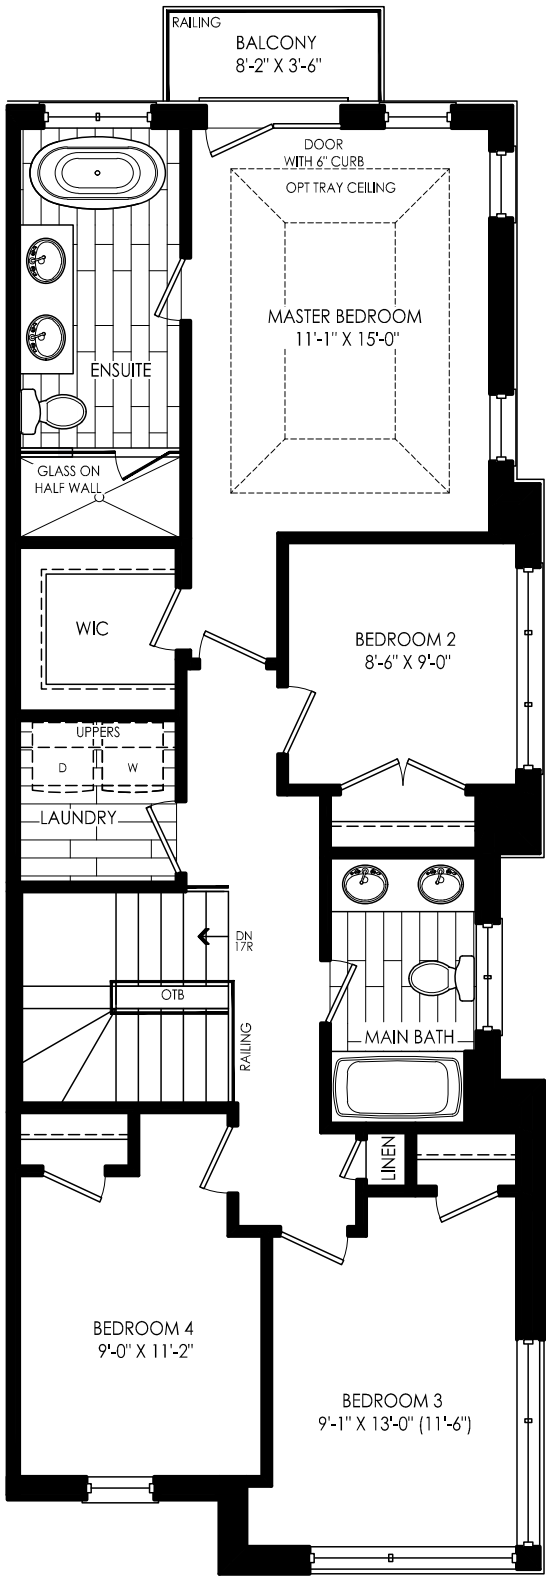 RAILING
BALCONY
8'-2" X 3'-6"
DOOR
WITH 6" CURB
OPT TRAY CEILING
MASTER BEDROOM
11'-1" X 15'-0"
ENSUITE
GLASS ON
HALF WALL
WIC
BEDROOM 2
8'-6" X 9'-0"
UPPERS
D
W
LAUNDRY
DN
17R
OTB
RAILING
MAIN BATH
LINEN
BEDROOM 4
9'-0" X 11'-2"
BEDROOM 3
9'-1" X 13'-0" (11'-6")